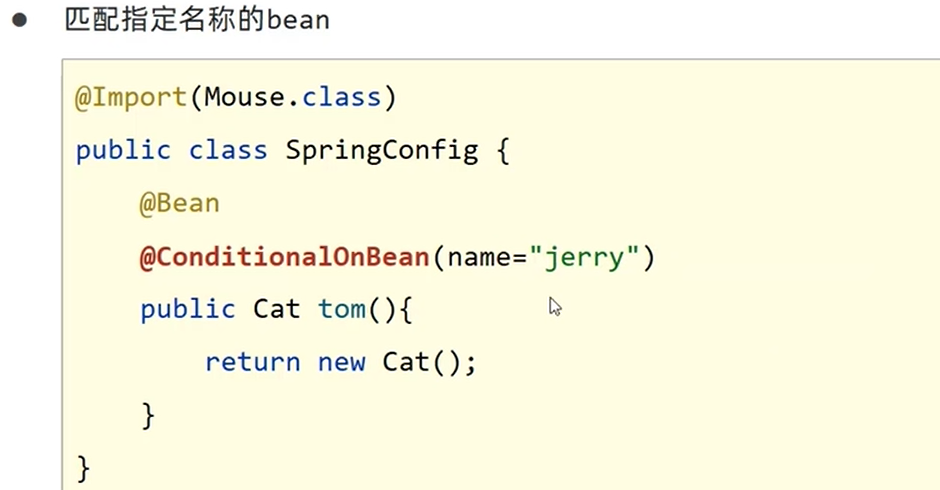 ● 匹配指定名称的bean
@Import(Mouse.class)
public class SpringConfig {
    @Bean
    @ConditionalOnBean(name="jerry")
    public Cat tom(){
        return new Cat();
    }
}